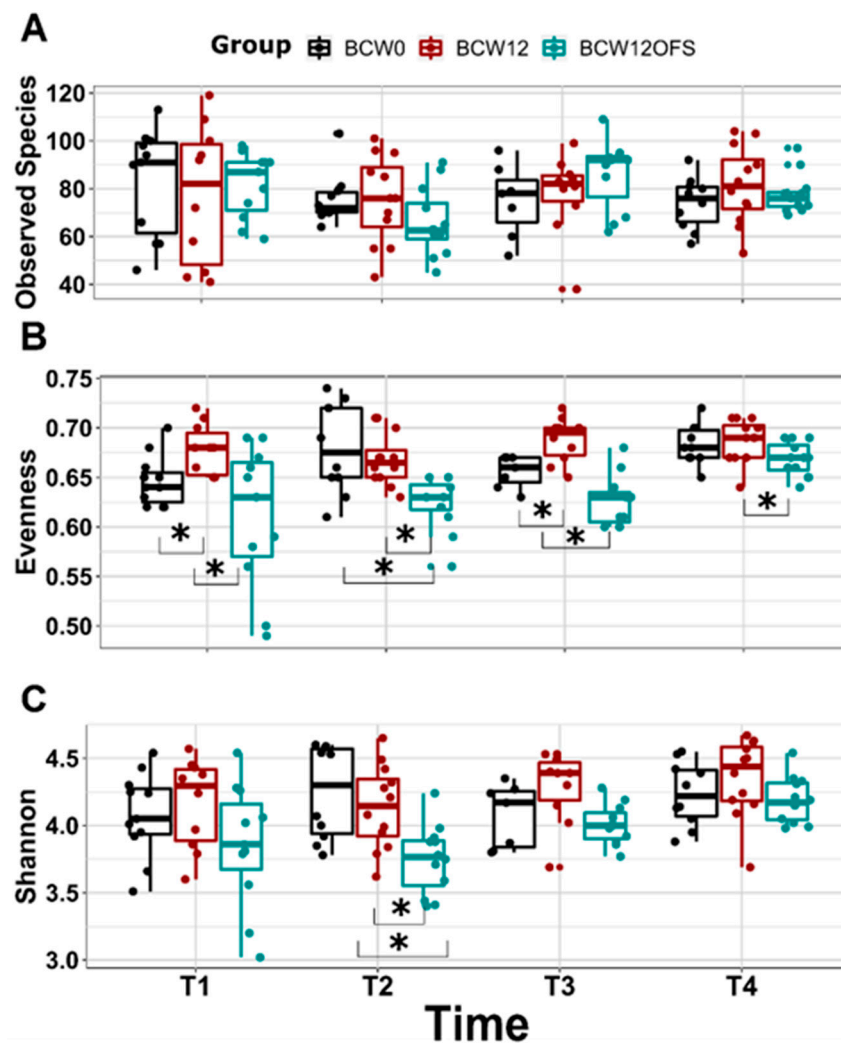 A
Group BCW0 BCW12 BCW12OFS
Observed Species
120
100
80
60
40
B
Evenness
0.75
0.70
0.65
0.60
0.55
0.50
* * * * * * *
C
Shannon
4.5
4.0
3.5
3.0
*
*
T1 T2 T3 T4
Time